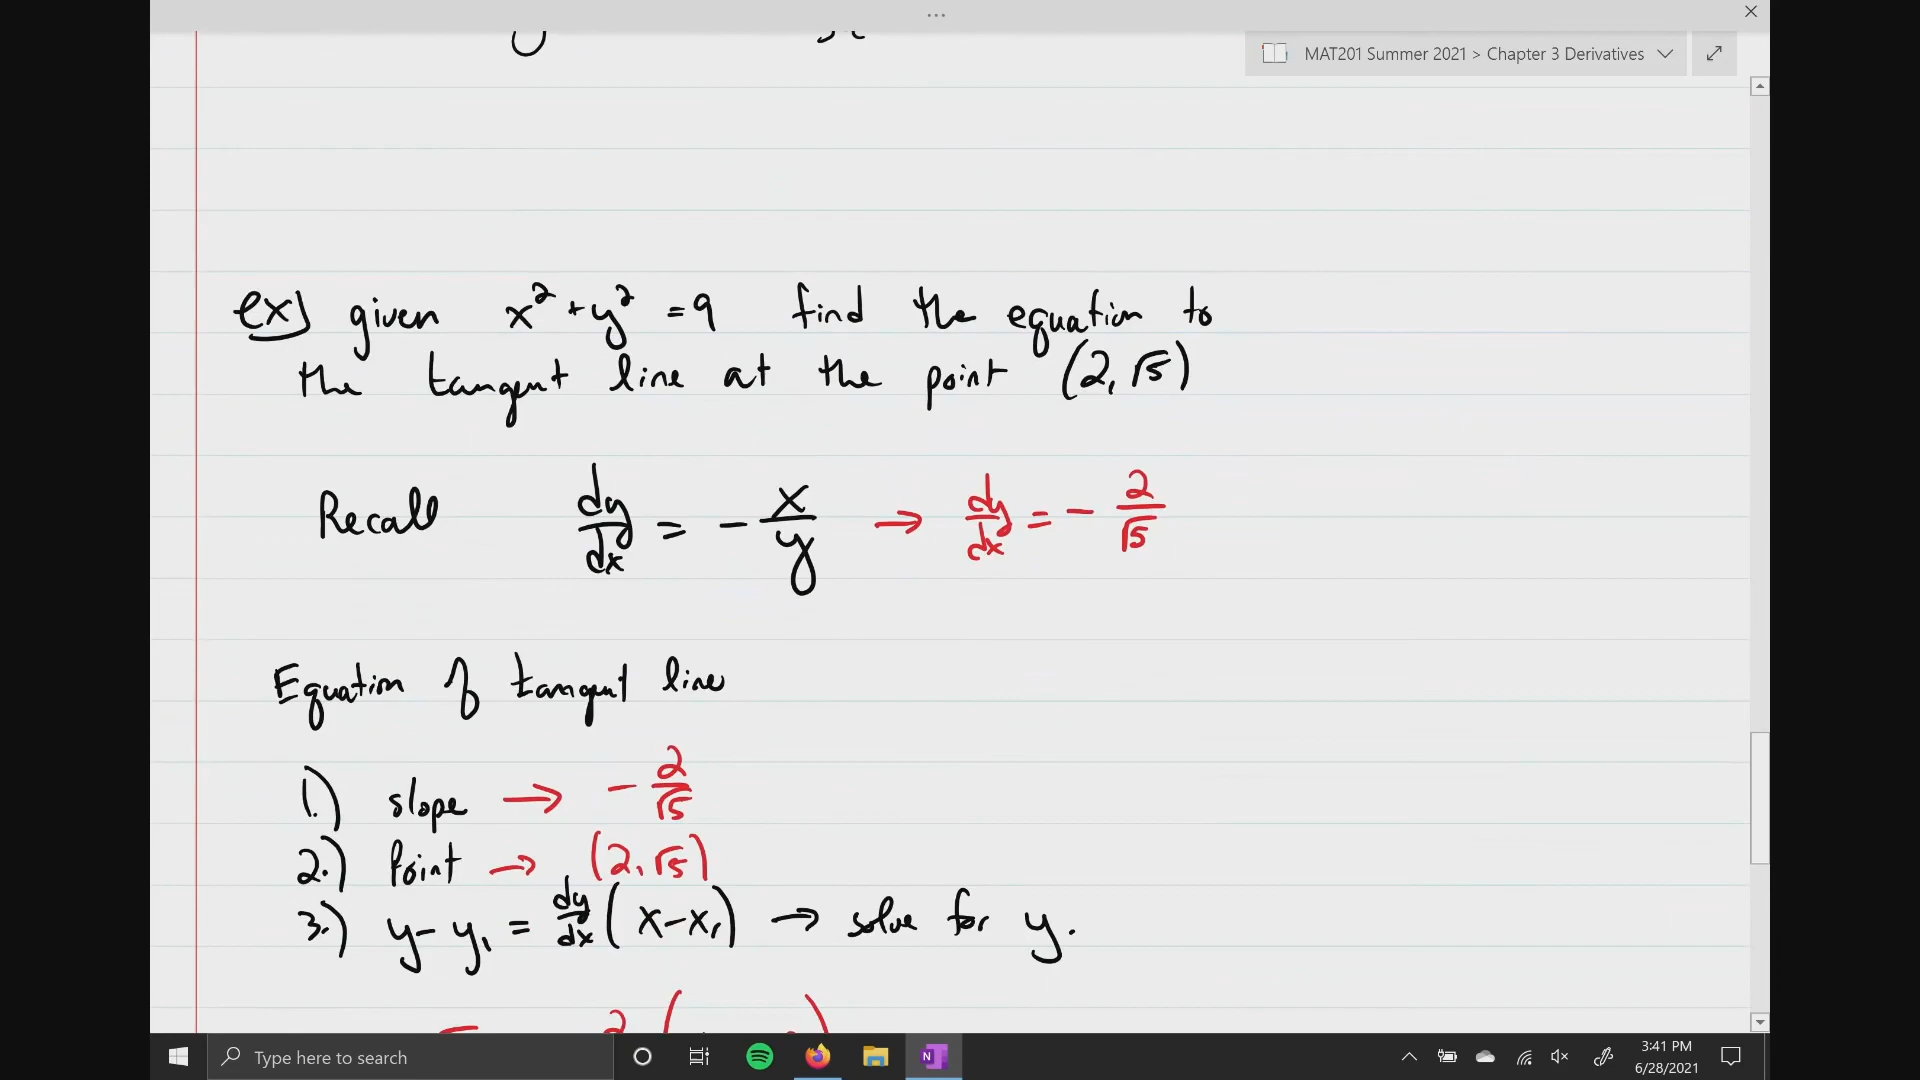 ...
MAT201 Summer 2021 > Chapter 3 Derivatives
ex) given x² + y² = 9 find the equation to
the tangent line at the point (2, √5)
Recall dy/dx = - x/y → dy/dx = - 2/√5
Equation of tangent line
1.) slope → - 2/√5
2.) Point → (2, √5)
3.) y - y₁ = dy/dx (x - x₁) → solve for y.
Type here to search
3:41 PM
6/28/2021